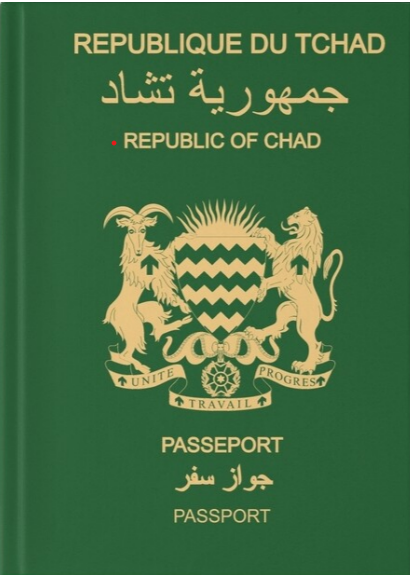 REPUBLIQUE DU TCHAD
جمهورية تشاد
REPUBLIC OF CHAD
UNITE
PROGRES
TRAVAIL
PASSEPORT
جواز سفر
PASSPORT